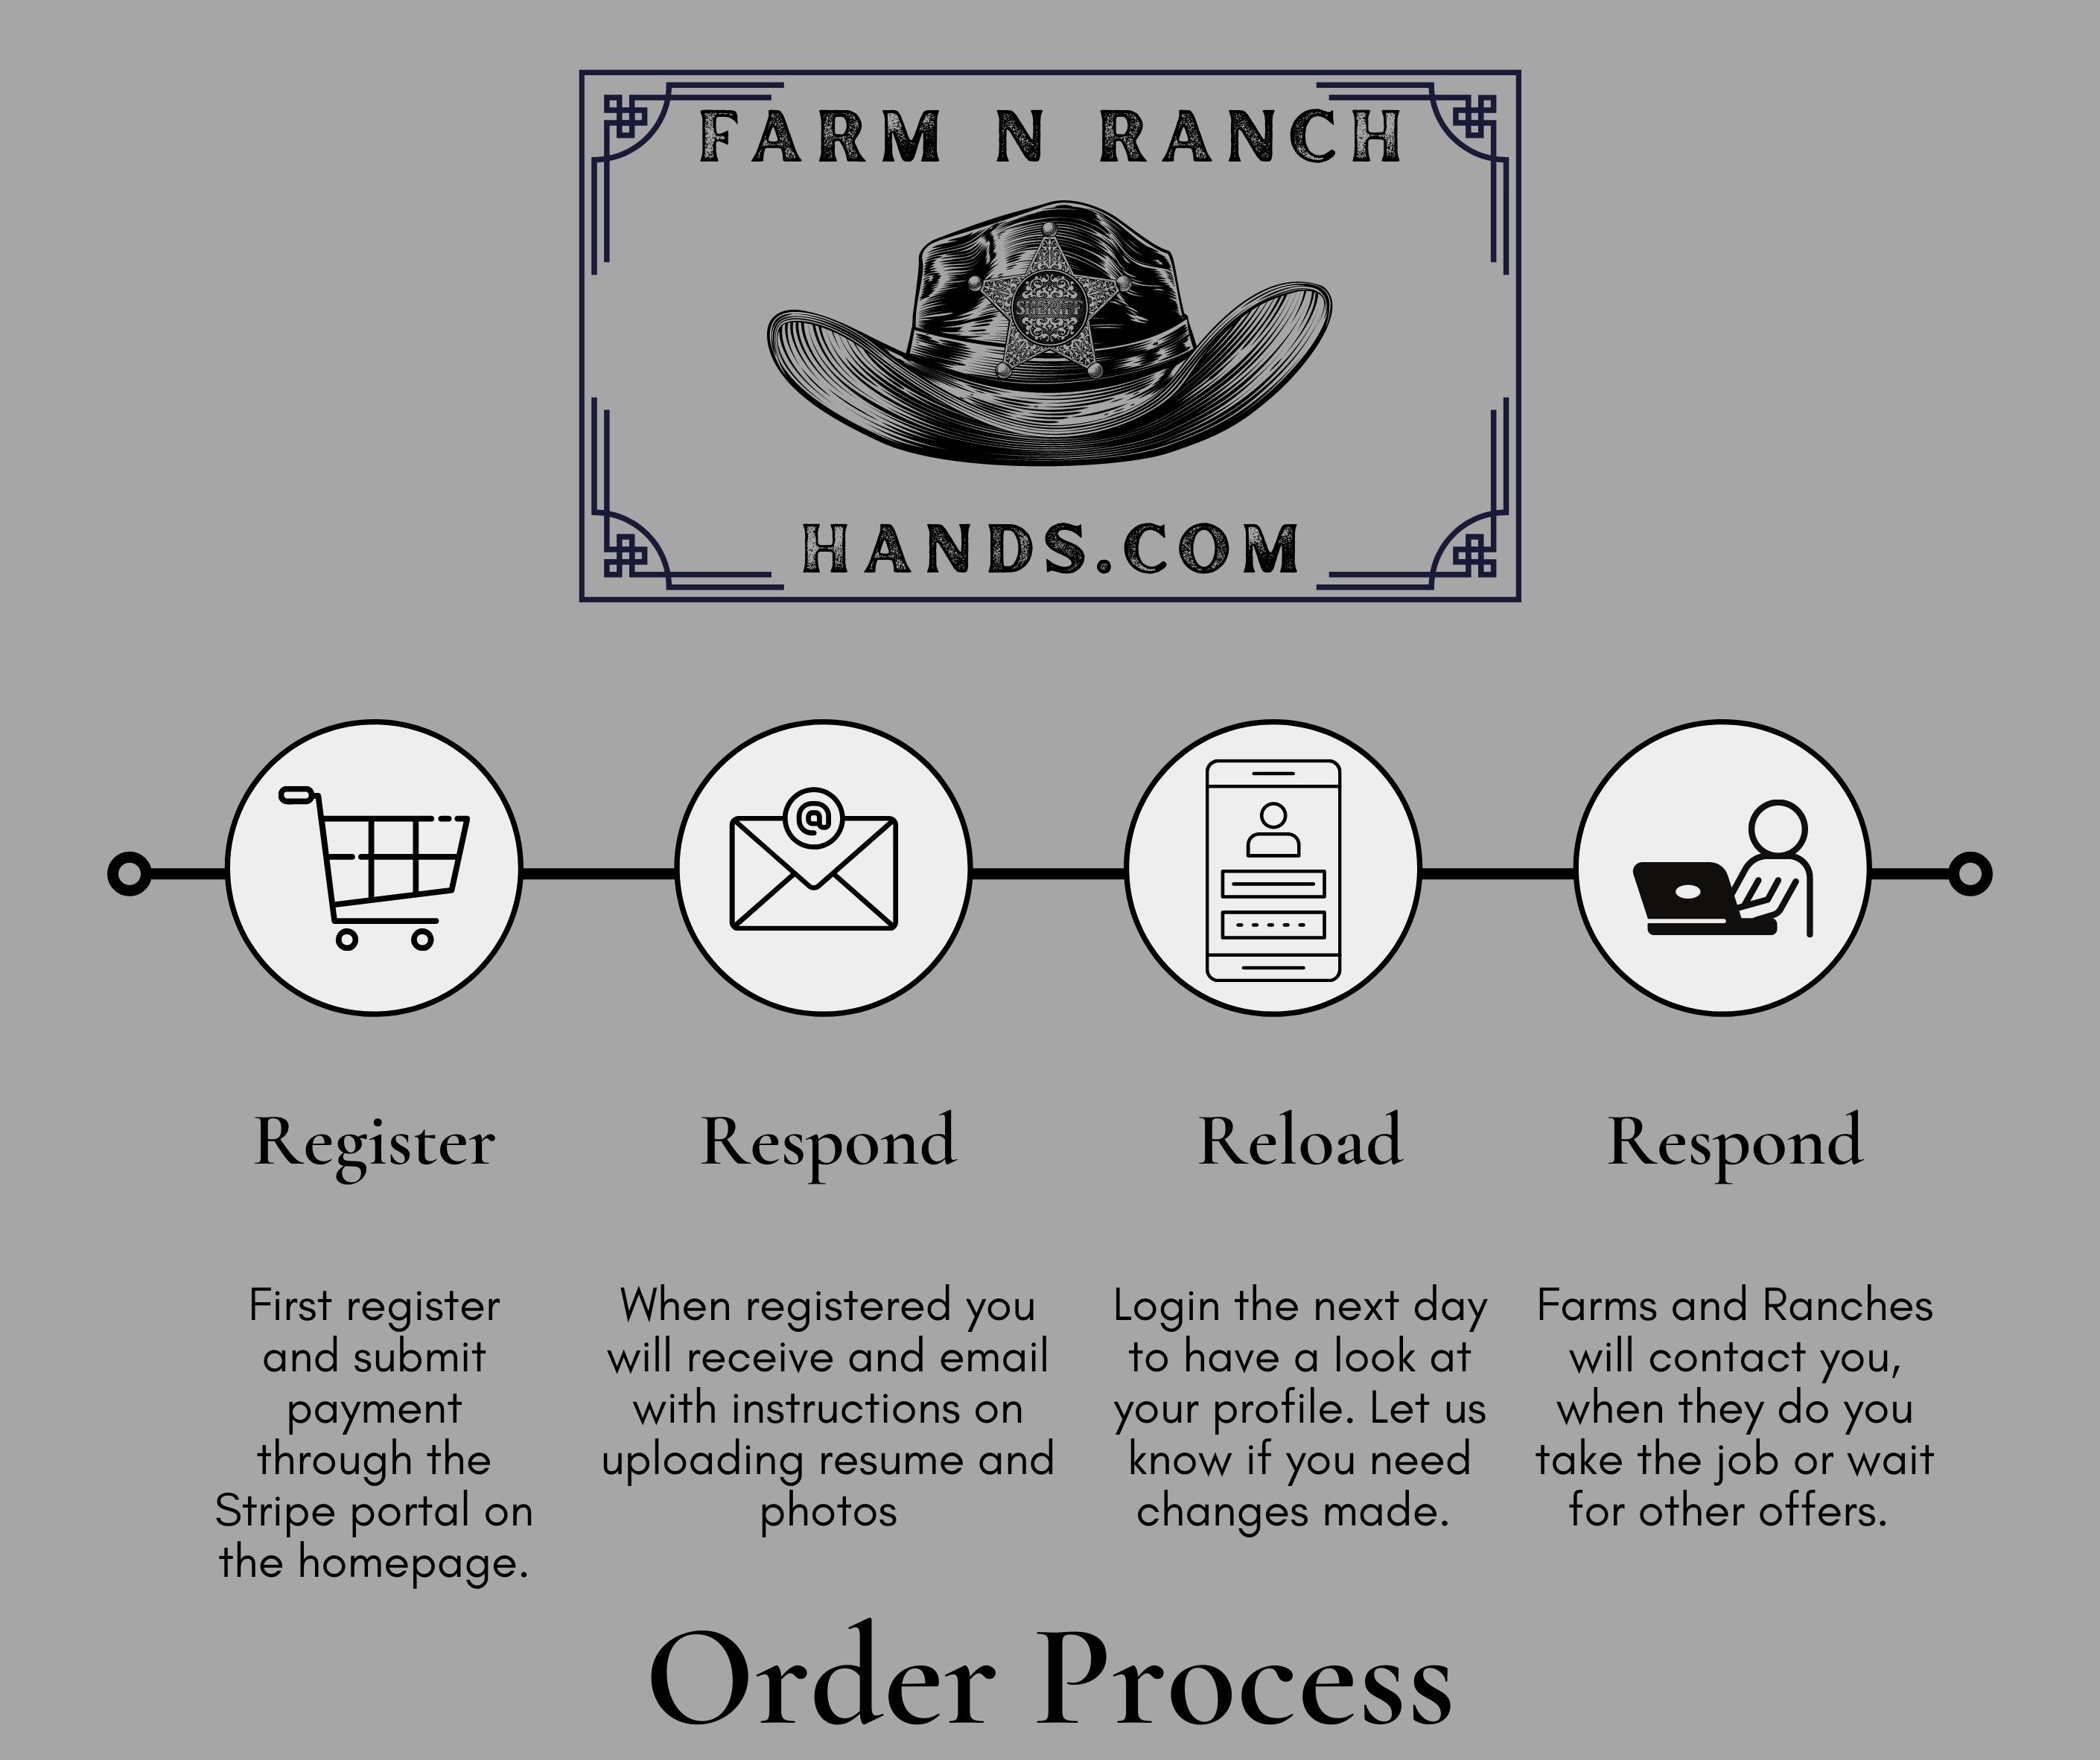 FARM N RANCH
SHERIFF
HANDS.COM
Register
First register
and submit
payment
through the
Stripe portal on
the homepage.
Respond
When registered you
will receive and email
with instructions on
uploading resume and
photos
Reload
Login the next day
to have a look at
your profile. Let us
know if you need
changes made.
Respond
Farms and Ranches
will contact you,
when they do you
take the job or wait
for other offers.
Order Process